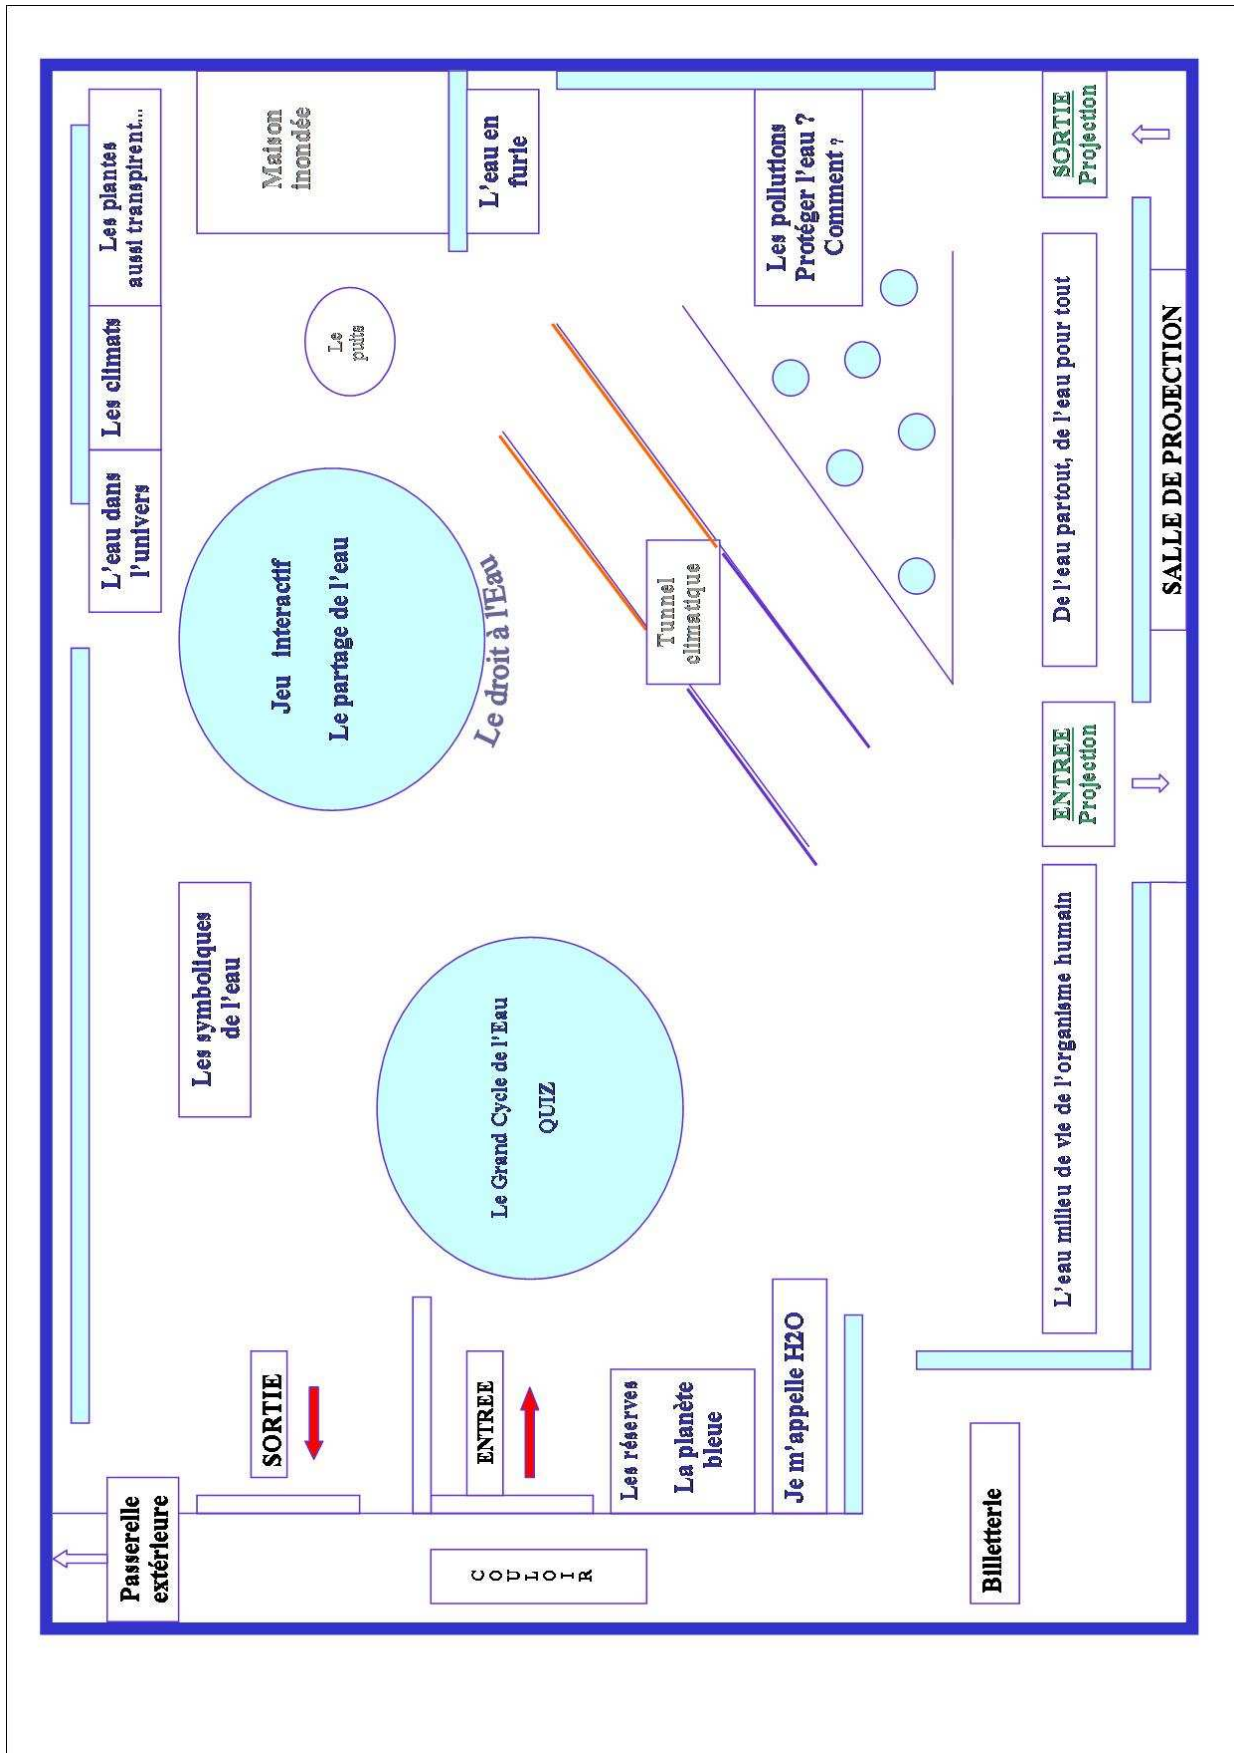 Passerelle
extérieure
SORTIE
Les symboliques
de l'eau
Jeu interactif
Le partage de l'eau
Le droit à l'Eau
L'eau dans
l'univers
Les climats
Les plantes
aussi transpirent...
Maison
inondée
Le
puits
L'eau en
furie
COULOIR
ENTREE
Le Grand Cycle de l'Eau
QUIZ
Les réserves
La planète
bleue
Je m'appelle H2O
Tunnel
climatique
Les pollutions
Protéger l'eau ?
Comment ?
Billetterie
L'eau milieu de vie de l'organisme humain
ENTREE
Projection
De l'eau partout, de l'eau pour tout
SORTIE
Projection
SALLE DE PROJECTION